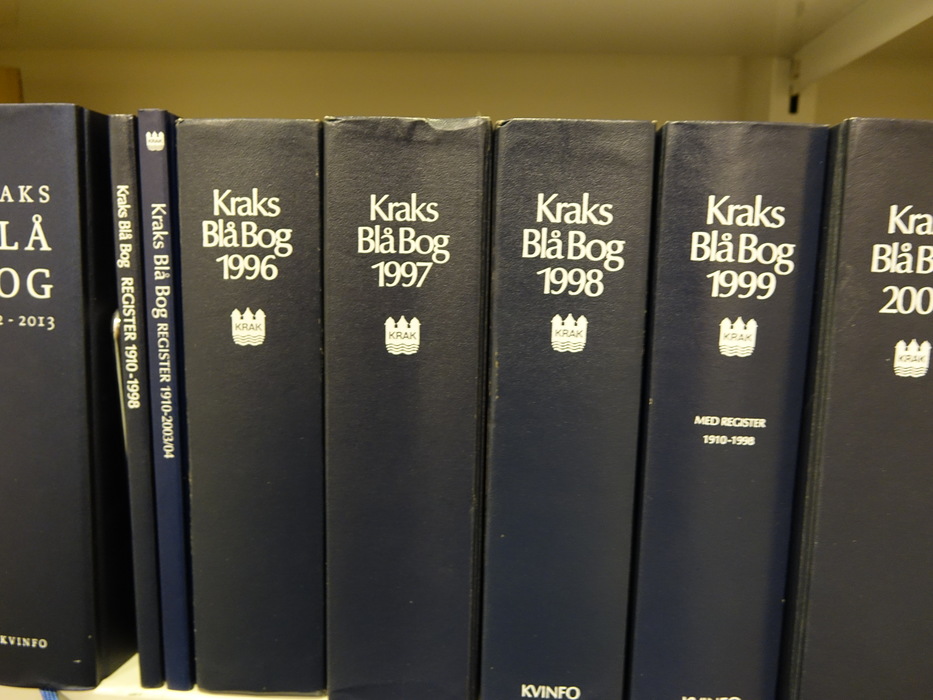 AKS
LÅ
OG
2 - 2013
KVINFO
Kraks Blå Bog REGISTER 1910-1998
Kraks Blå Bog REGISTER 1910-2003/04
Kraks
Blå Bog
1996
KRAK
Kraks
Blå Bog
1997
KRAK
Kraks
Blå Bog
1998
KRAK
KVINFO
Kraks
Blå Bog
1999
KRAK
MED REGISTER
1910-1998
KVINFO
Kra
Blå B
200
KRAK